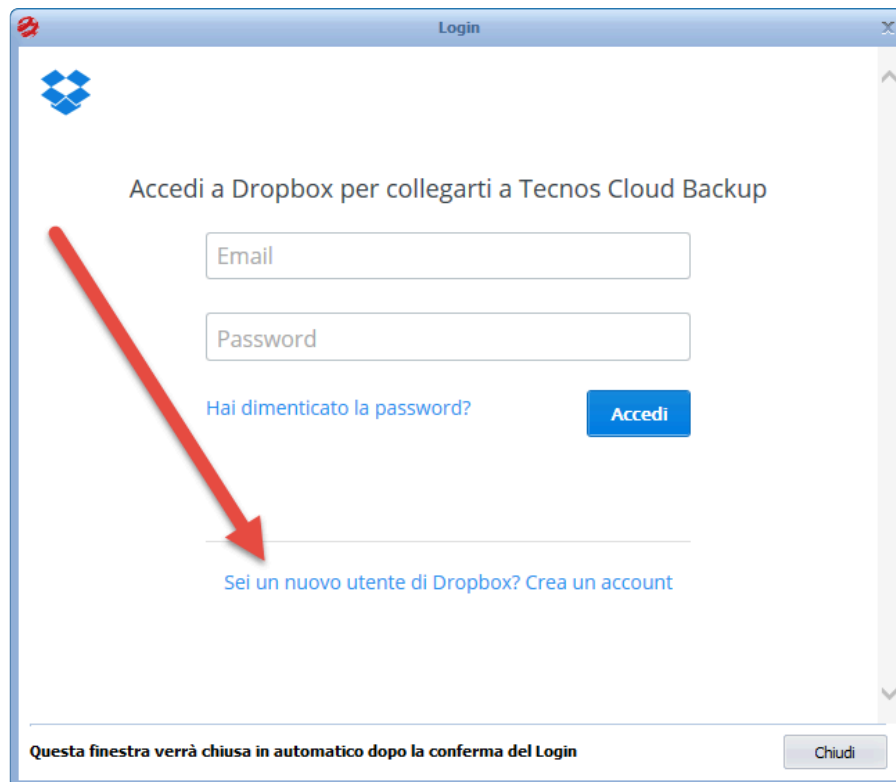 Login
Accedi a Dropbox per collegarti a Tecnos Cloud Backup
Email
Password
Hai dimenticato la password?
Accedi
Sei un nuovo utente di Dropbox? Crea un account
Questa finestra verrà chiusa in automatico dopo la conferma del Login
Chiudi